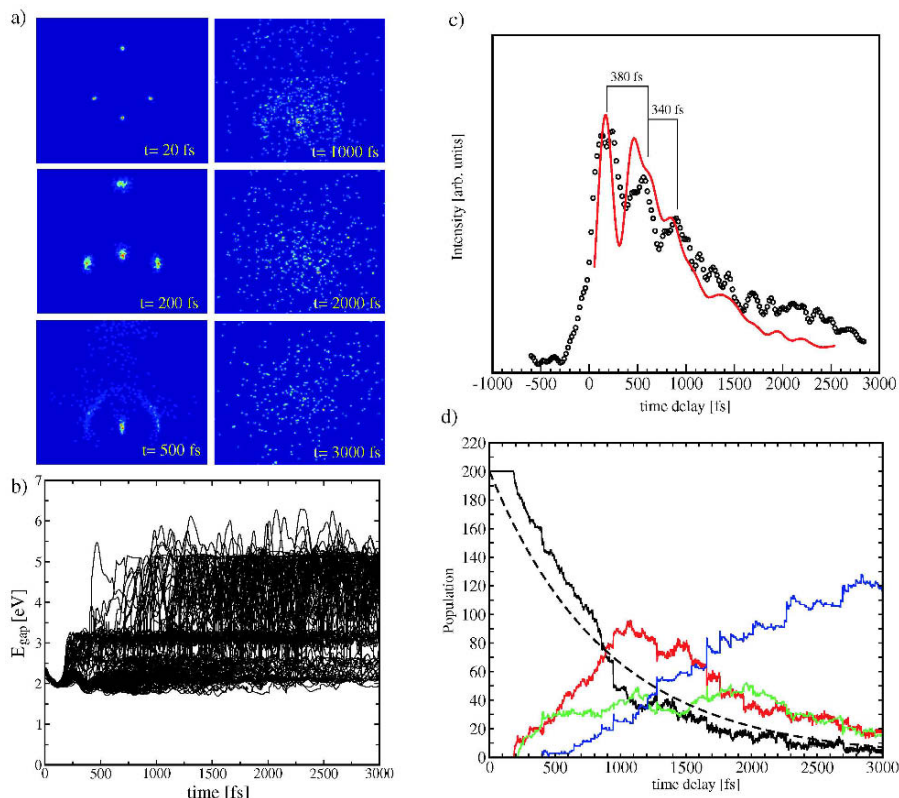 a)
t= 20 fs
t= 1000 fs
t= 200 fs
t= 2000 fs
t= 500 fs
t= 3000 fs
b)
E_gap [eV]
7
6
5
4
3
2
1
0
0 500 1000 1500 2000 2500 3000
time [fs]
c)
380 fs
340 fs
Intensity [arb. units]
-1000 -500 0 500 1000 1500 2000 2500 3000
time delay [fs]
d)
Population
220
200
180
160
140
120
100
80
60
40
20
0
0 500 1000 1500 2000 2500 3000
time delay [fs]